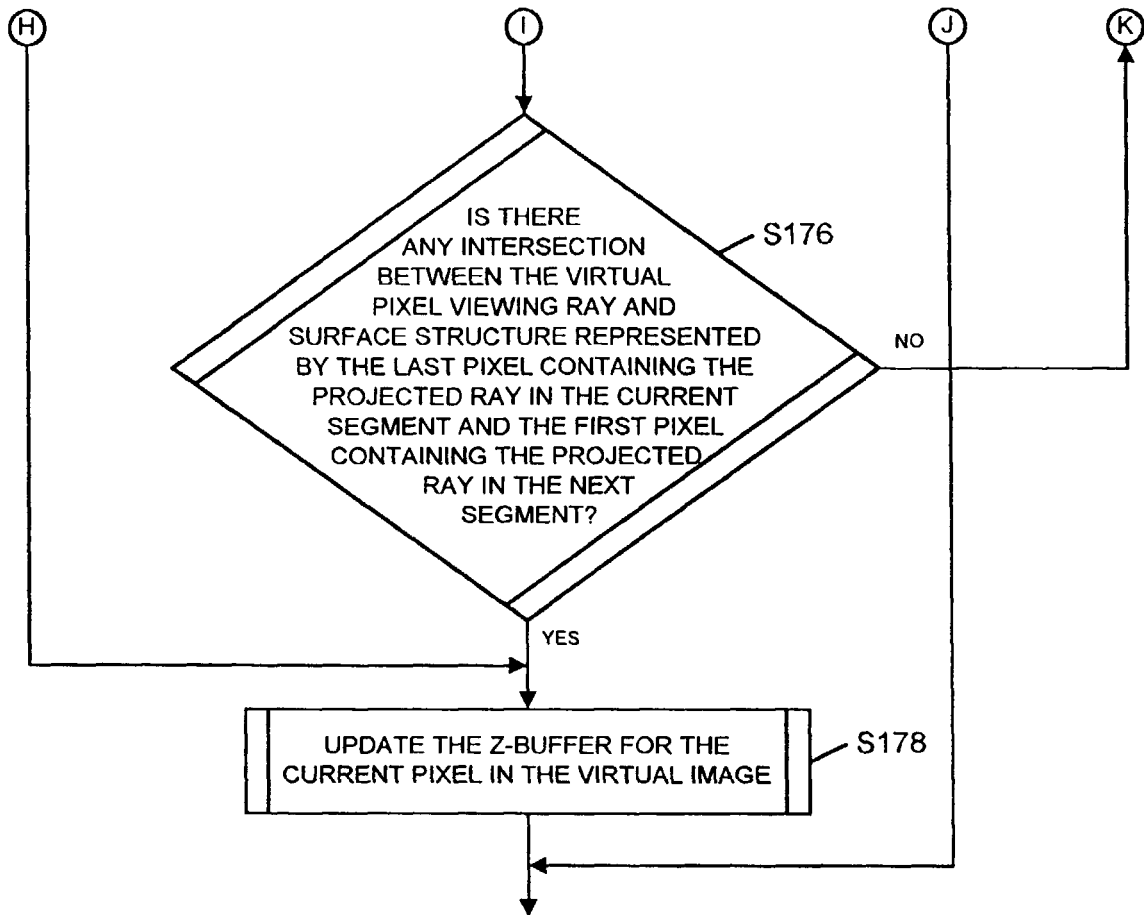 H
I
J
K
IS THERE
ANY INTERSECTION
BETWEEN THE VIRTUAL
PIXEL VIEWING RAY AND
SURFACE STRUCTURE REPRESENTED
BY THE LAST PIXEL CONTAINING THE
PROJECTED RAY IN THE CURRENT
SEGMENT AND THE FIRST PIXEL
CONTAINING THE PROJECTED
RAY IN THE NEXT
SEGMENT?
S176
NO
YES
UPDATE THE Z-BUFFER FOR THE
CURRENT PIXEL IN THE VIRTUAL IMAGE
S178